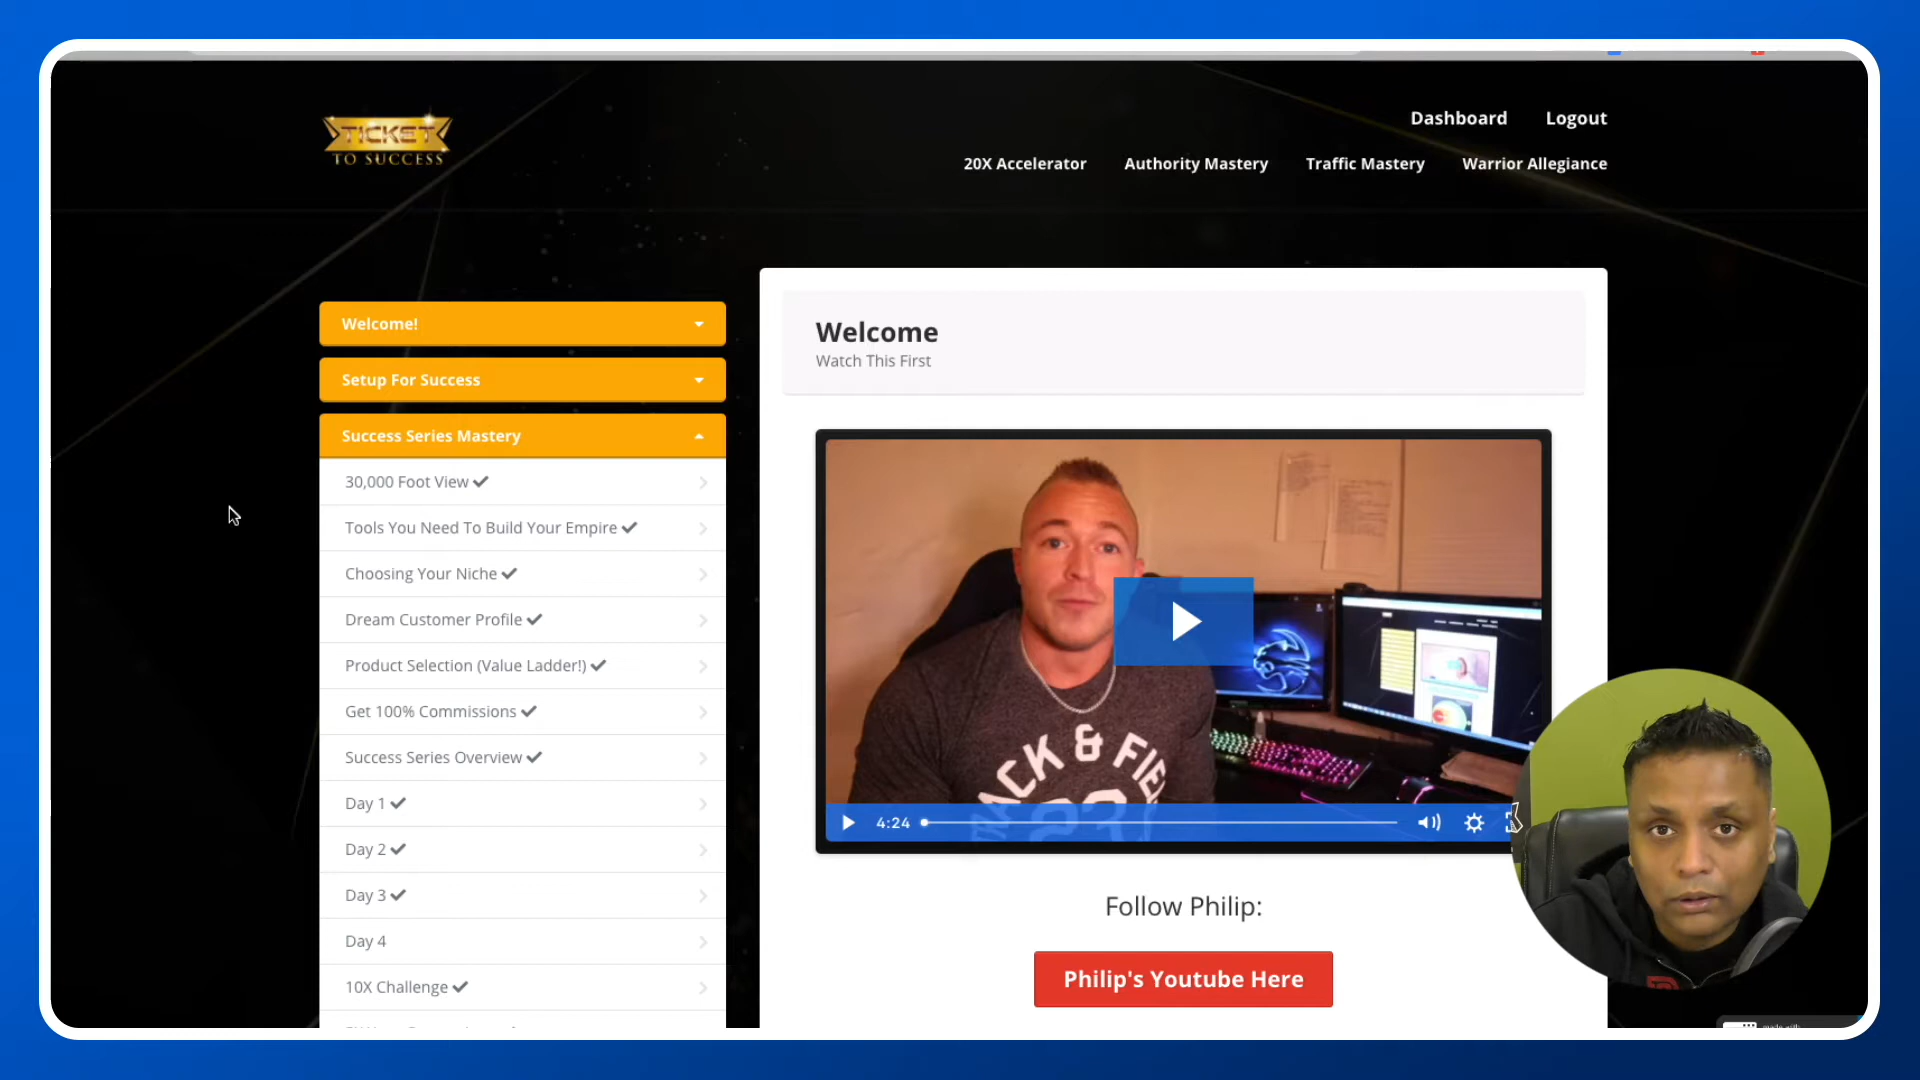 TICKET
TO SUCCESS
Dashboard
Logout
20X Accelerator
Authority Mastery
Traffic Mastery
Warrior Allegiance
Welcome!
Setup For Success
Success Series Mastery
30,000 Foot View
Tools You Need To Build Your Empire
Choosing Your Niche
Dream Customer Profile
Product Selection (Value Ladder!)
Get 100% Commissions
Success Series Overview
Day 1
Day 2
Day 3
Day 4
10X Challenge
Welcome
Watch This First
& FI
4:24
Follow Philip:
Philip's Youtube Here
made with